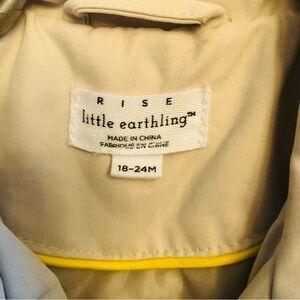 RISE
little earthling™
MADE IN CHINA
FABRIQUÉ EN CHINE
18-24M